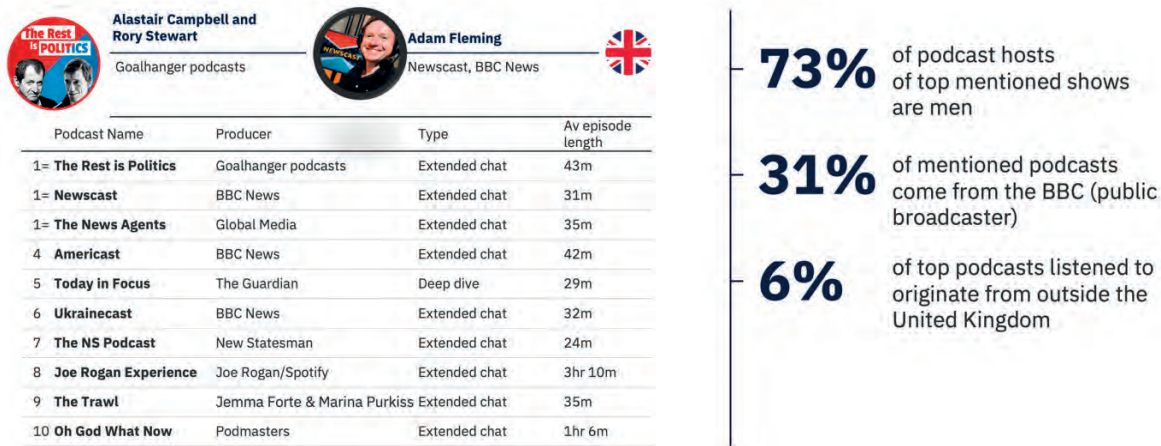 The Rest
is POLITICS
Alastair Campbell and
Rory Stewart
Goalhanger podcasts
NEWSCAST
Adam Fleming
Newscast, BBC News
Podcast Name Producer Type Av episode
length
1= The Rest is Politics Goalhanger podcasts Extended chat 43m
1= Newscast BBC News Extended chat 31m
1= The News Agents Global Media Extended chat 35m
4 Americast BBC News Extended chat 42m
5 Today in Focus The Guardian Deep dive 29m
6 Ukrainecast BBC News Extended chat 32m
7 The NS Podcast New Statesman Extended chat 24m
8 Joe Rogan Experience Joe Rogan/Spotify Extended chat 3hr 10m
9 The Trawl Jemma Forte & Marina Purkiss Extended chat 35m
10 Oh God What Now Podmasters Extended chat 1hr 6m
73% of podcast hosts
of top mentioned shows
are men
31% of mentioned podcasts
come from the BBC (public
broadcaster)
6% of top podcasts listened to
originate from outside the
United Kingdom